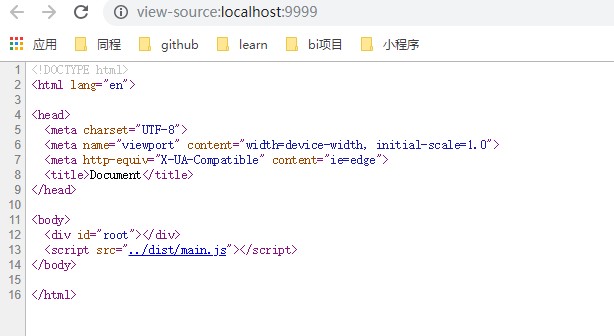 view-source:localhost:9999
应用 同程 github learn bi项目 小程序
1 <!DOCTYPE html>
2 <html lang="en">
3
4 <head>
5 <meta charset="UTF-8">
6 <meta name="viewport" content="width=device-width, initial-scale=1.0">
7 <meta http-equiv="X-UA-Compatible" content="ie=edge">
8 <title>Document</title>
9 </head>
10
11 <body>
12 <div id="root"></div>
13 <script src="../dist/main.js"></script>
14 </body>
15
16 </html>